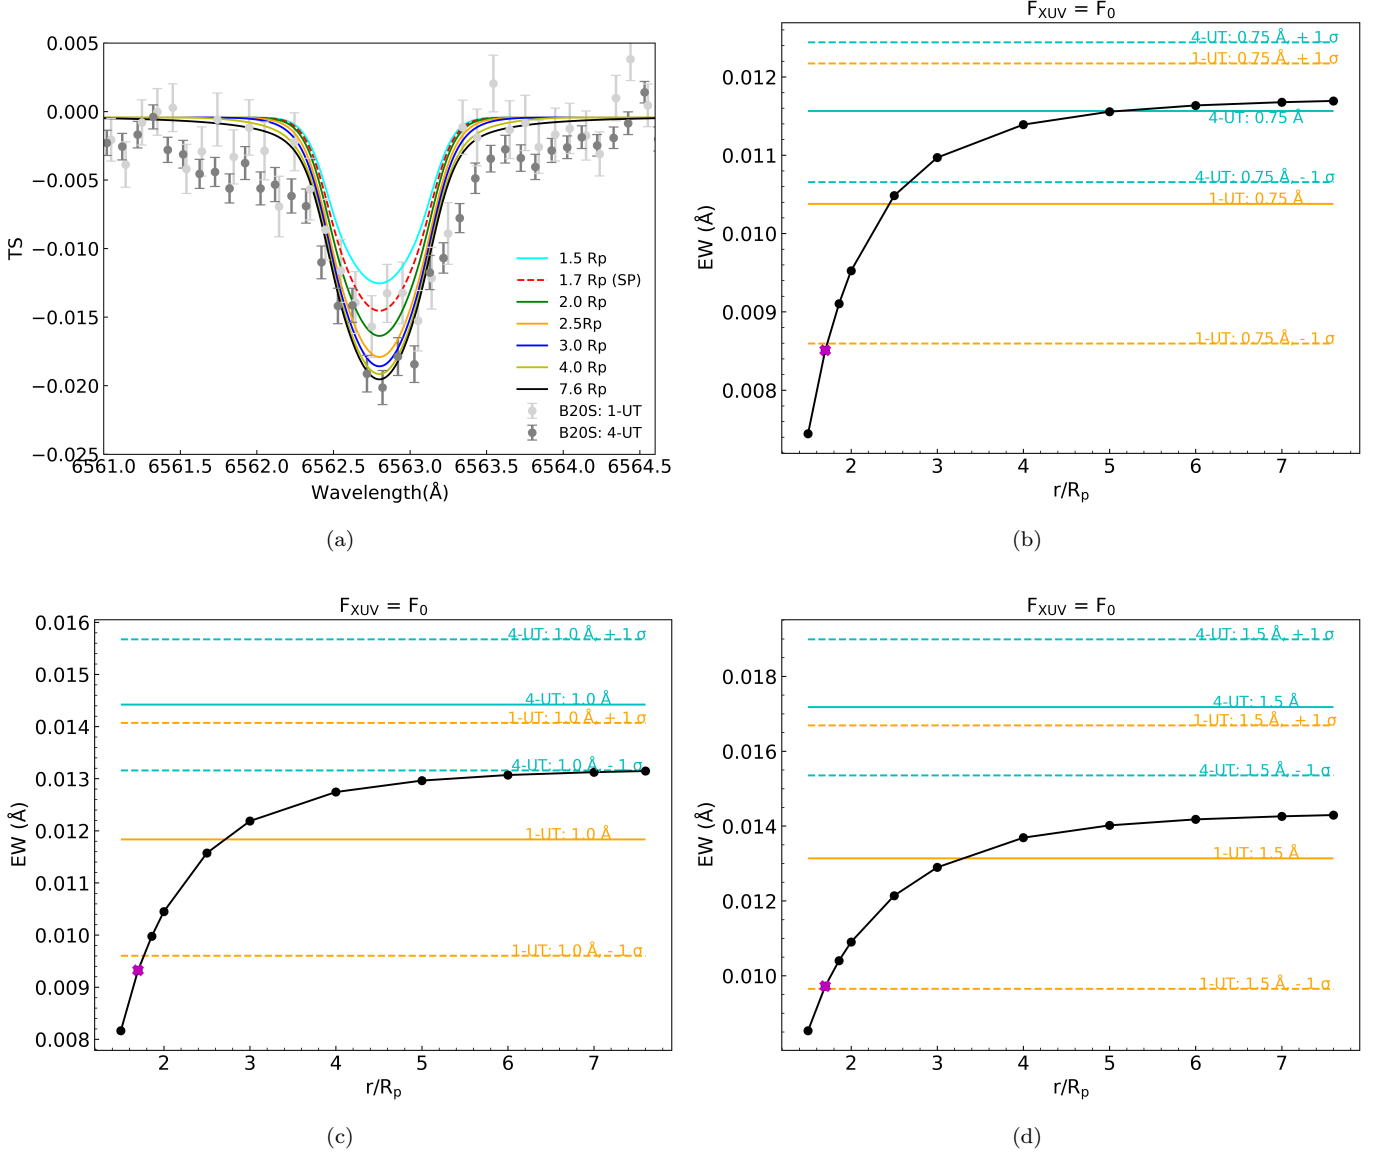 0.005
0.000
−0.005
−0.010
−0.015
−0.020
−0.025
TS
6561.0 6561.5 6562.0 6562.5 6563.0 6563.5 6564.0 6564.5
Wavelength(Å)
1.5 Rp
1.7 Rp (SP)
2.0 Rp
2.5Rp
3.0 Rp
4.0 Rp
7.6 Rp
B20S: 1-UT
B20S: 4-UT
(a)
F_XUV = F_0
0.012
0.011
0.010
0.009
0.008
EW (Å)
4-UT: 0.75 Å, + 1 σ
1-UT: 0.75 Å, + 1 σ
4-UT: 0.75 Å
4-UT: 0.75 Å, - 1 σ
1-UT: 0.75 Å
1-UT: 0.75 Å, - 1 σ
2 3 4 5 6 7
r/R_p
(b)
F_XUV = F_0
0.016
0.015
0.014
0.013
0.012
0.011
0.010
0.009
0.008
EW (Å)
4-UT: 1.0 Å, + 1 σ
4-UT: 1.0 Å
1-UT: 1.0 Å, + 1 σ
4-UT: 1.0 Å, - 1 σ
1-UT: 1.0 Å
1-UT: 1.0 Å, - 1 σ
2 3 4 5 6 7
r/R_p
(c)
F_XUV = F_0
0.018
0.016
0.014
0.012
0.010
EW (Å)
4-UT: 1.5 Å, + 1 σ
4-UT: 1.5 Å
1-UT: 1.5 Å, + 1 σ
4-UT: 1.5 Å, - 1 σ
1-UT: 1.5 Å
1-UT: 1.5 Å, - 1 σ
2 3 4 5 6 7
r/R_p
(d)